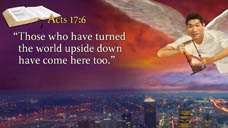 Acts 17:6
“Those who have turned
the world upside down
have come here too.”